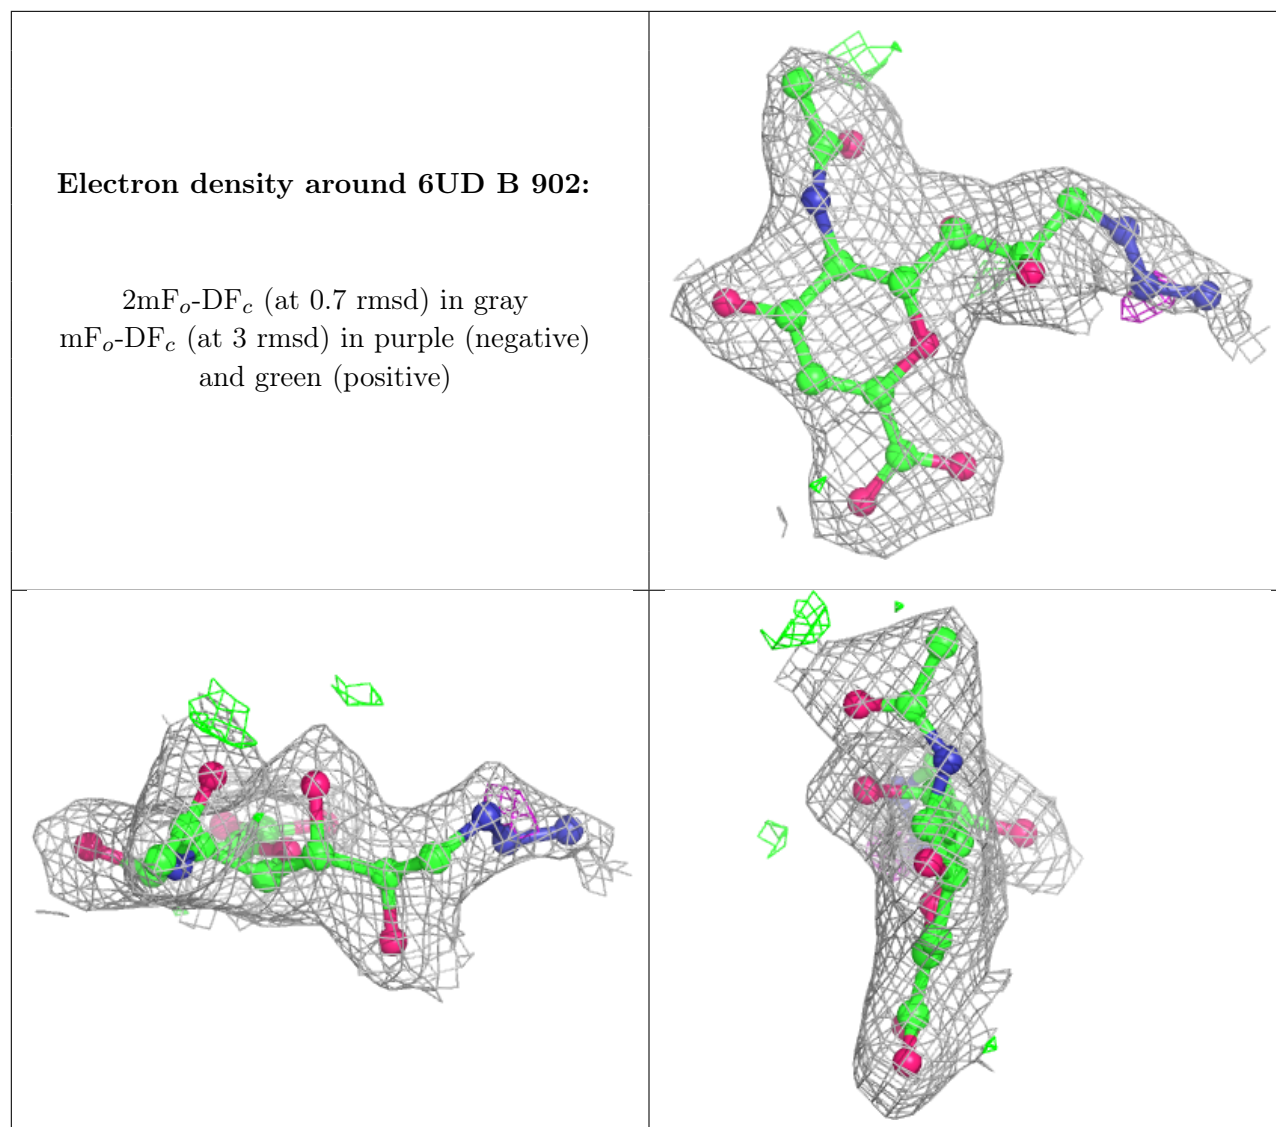 Electron density around 6UD B 902:
2mFo-DFc (at 0.7 rmsd) in gray
mFo-DFc (at 3 rmsd) in purple (negative)
and green (positive)